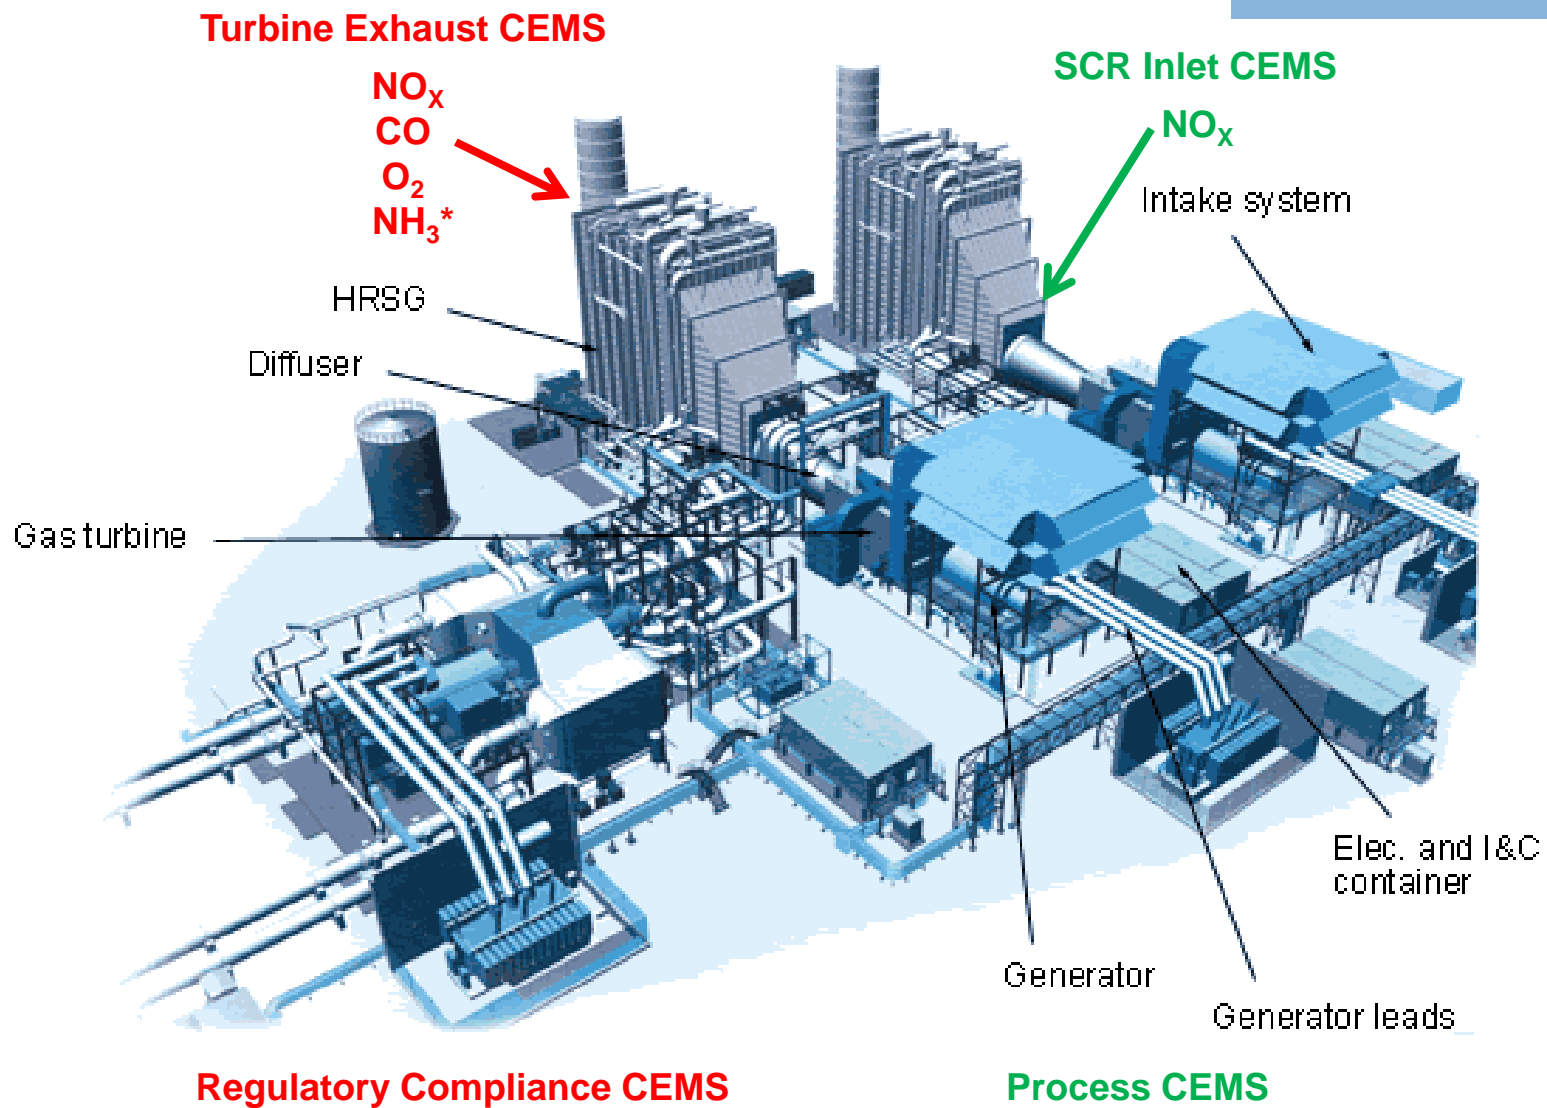 Turbine Exhaust CEMS
NOX
CO
O2
NH3*
SCR Inlet CEMS
NOX
Intake system
HRSG
Diffuser
Gas turbine
Elec. and I&C
container
Generator
Generator leads
Regulatory Compliance CEMS
Process CEMS